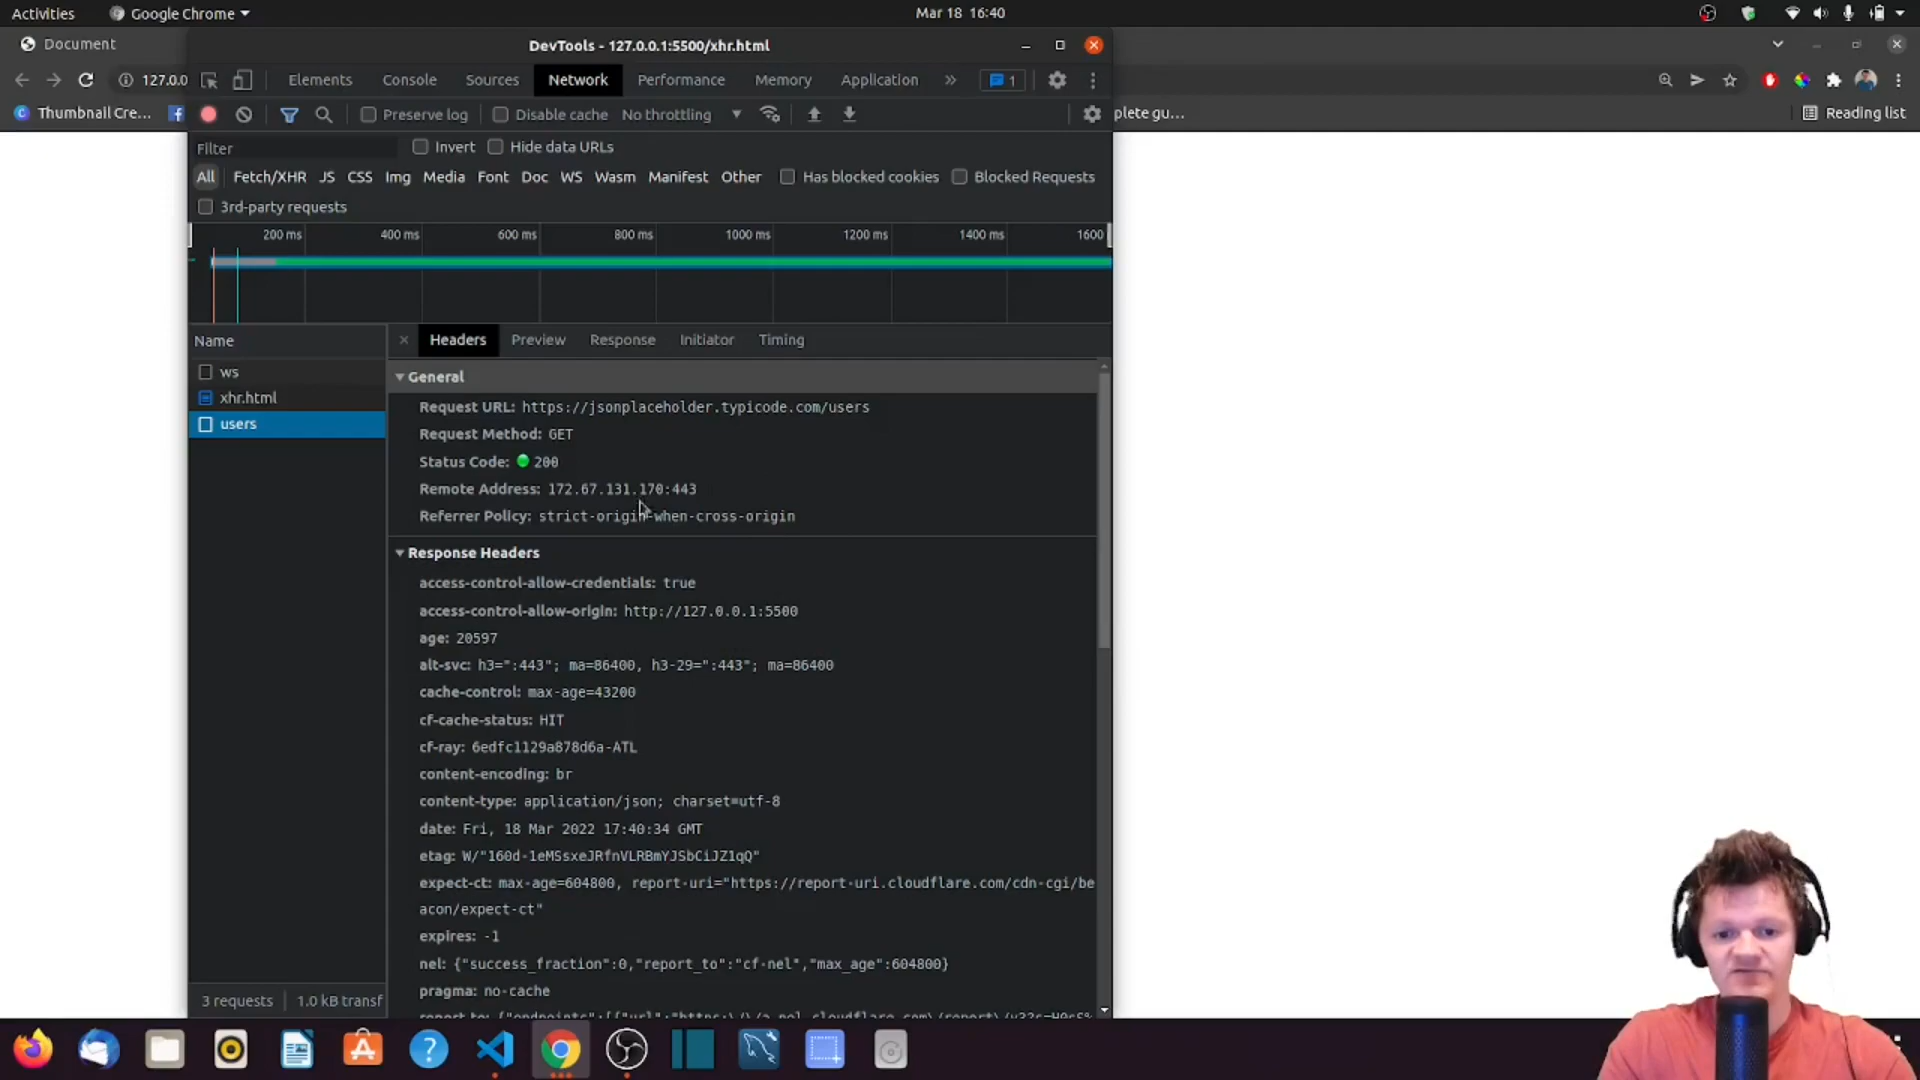 Activities
Google Chrome
Mar 18 16:40
Document
DevTools - 127.0.0.1:5500/xhr.html
127.0.0
Elements
Console
Sources
Network
Performance
Memory
Application
1
Thumbnail Cre...
Preserve log
Disable cache
No throttling
plete gu...
Reading list
Filter
Invert
Hide data URLs
All
Fetch/XHR
JS
CSS
Img
Media
Font
Doc
WS
Wasm
Manifest
Other
Has blocked cookies
Blocked Requests
3rd-party requests
200 ms
400 ms
600 ms
800 ms
1000 ms
1200 ms
1400 ms
1600
Name
Headers
Preview
Response
Initiator
Timing
ws
xhr.html
users
General
Request URL: https://jsonplaceholder.typicode.com/users
Request Method: GET
Status Code: 200
Remote Address: 172.67.131.170:443
Referrer Policy: strict-origin-when-cross-origin
Response Headers
access-control-allow-credentials: true
access-control-allow-origin: http://127.0.0.1:5500
age: 20597
alt-svc: h3=":443"; ma=86400, h3-29=":443"; ma=86400
cache-control: max-age=43200
cf-cache-status: HIT
cf-ray: 6edfc1129a878d6a-ATL
content-encoding: br
content-type: application/json; charset=utf-8
date: Fri, 18 Mar 2022 17:40:34 GMT
etag: W/"160d-1eMSsxeJRfnVLRBmYJSbCiJZ1qQ"
expect-ct: max-age=604800, report-uri="https://report-uri.cloudflare.com/cdn-cgi/be
acon/expect-ct"
expires: -1
nel: {"success_fraction":0,"report_to":"cf-nel","max_age":604800}
pragma: no-cache
3 requests
1.0 kB transf